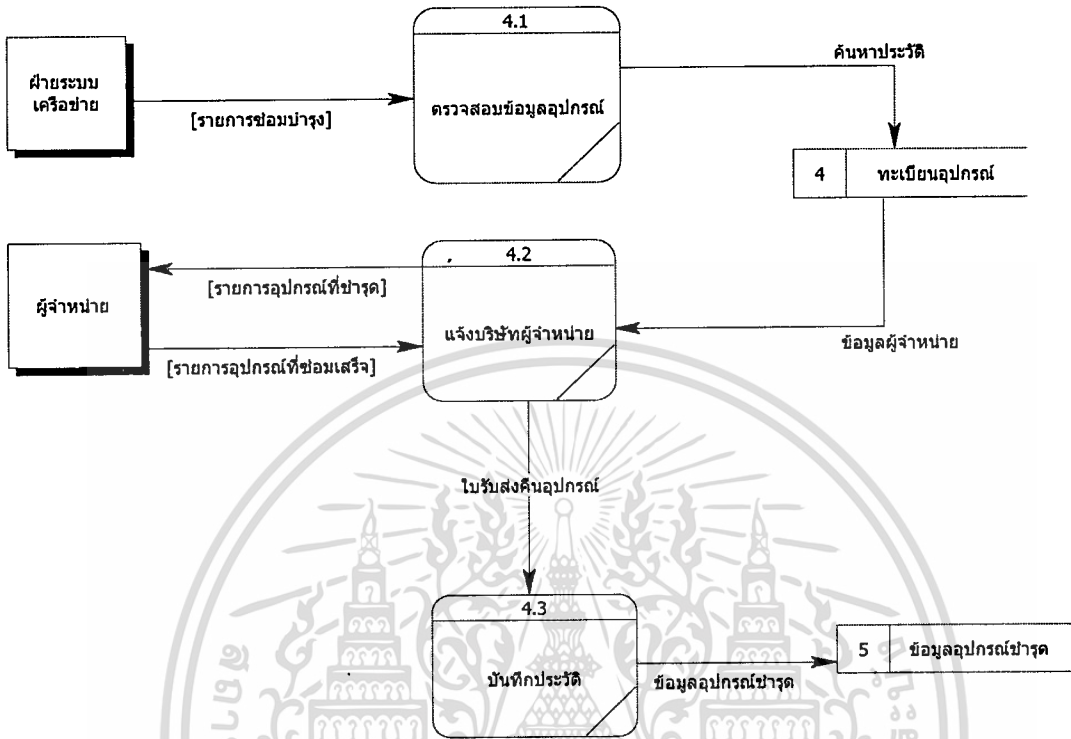 4.1
ฝ่ายระบบ
เครือข่าย
[รายการซ่อมบำรุง]
ตรวจสอบข้อมูลอุปกรณ์
ค้นหาประวัติ
4 ทะเบียนอุปกรณ์
4.2
ผู้จำหน่าย
[รายการอุปกรณ์ที่ชำรุด]
แจ้งบริษัทผู้จำหน่าย
[รายการอุปกรณ์ที่ซ่อมเสร็จ]
ข้อมูลผู้จำหน่าย
ใบรับส่งคืนอุปกรณ์
4.3
บันทึกประวัติ
ข้อมูลอุปกรณ์ชำรุด
5 ข้อมูลอุปกรณ์ชำรุด